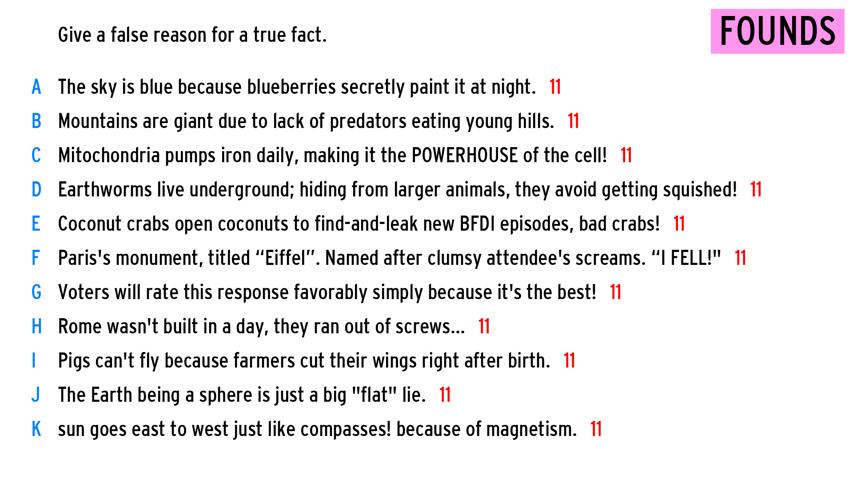 Give a false reason for a true fact.
FOUNDS
A The sky is blue because blueberries secretly paint it at night. 11
B Mountains are giant due to lack of predators eating young hills. 11
C Mitochondria pumps iron daily, making it the POWERHOUSE of the cell! 11
D Earthworms live underground; hiding from larger animals, they avoid getting squished! 11
E Coconut crabs open coconuts to find-and-leak new BFDI episodes, bad crabs! 11
F Paris's monument, titled “Eiffel”. Named after clumsy attendee's screams. “I FELL!" 11
G Voters will rate this response favorably simply because it's the best! 11
H Rome wasn't built in a day, they ran out of screws... 11
I Pigs can't fly because farmers cut their wings right after birth. 11
J The Earth being a sphere is just a big "flat" lie. 11
K sun goes east to west just like compasses! because of magnetism. 11